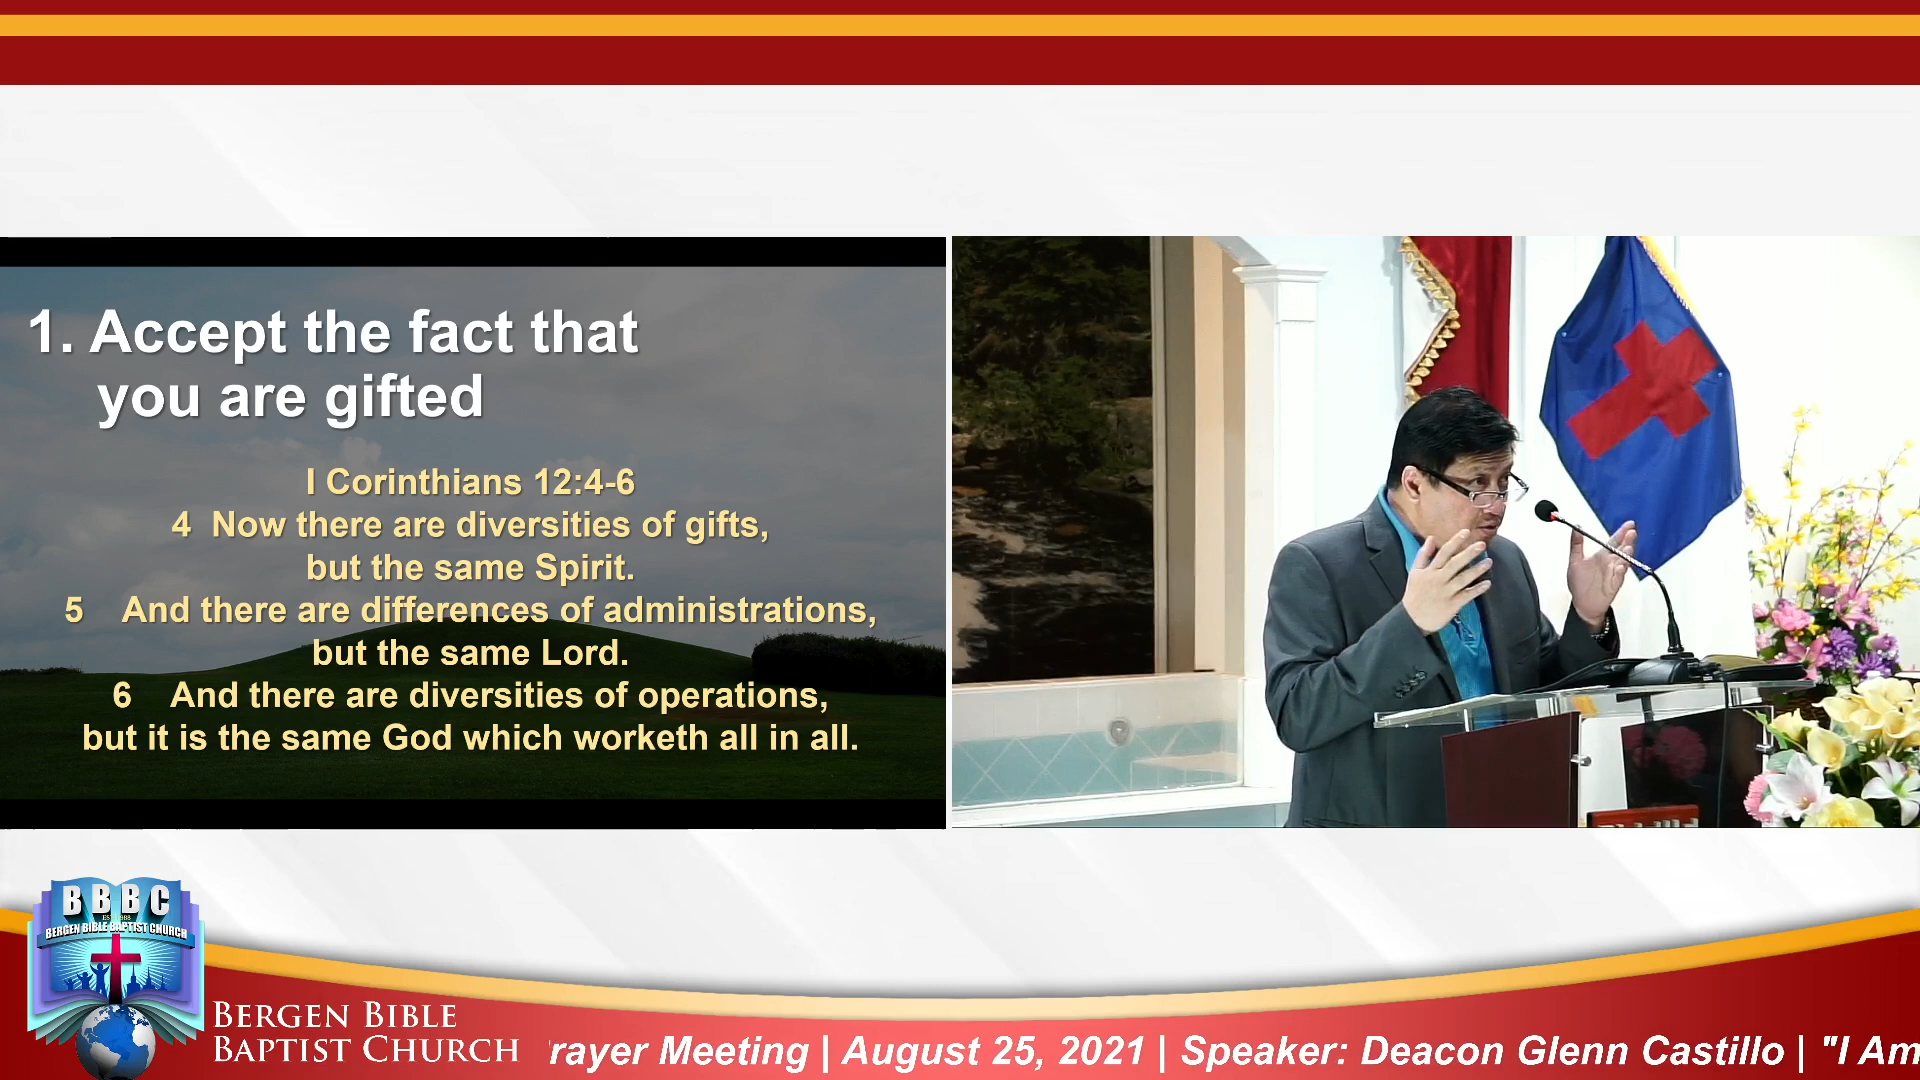 1. Accept the fact that
you are gifted
I Corinthians 12:4-6
4 Now there are diversities of gifts,
but the same Spirit.
5 And there are differences of administrations,
but the same Lord.
6 And there are diversities of operations,
but it is the same God which worketh all in all.
BBBC
BERGEN BIBLE BAPTIST CHURCH
BERGEN BIBLE
BAPTIST CHURCH
rayer Meeting | August 25, 2021 | Speaker: Deacon Glenn Castillo | "I Am